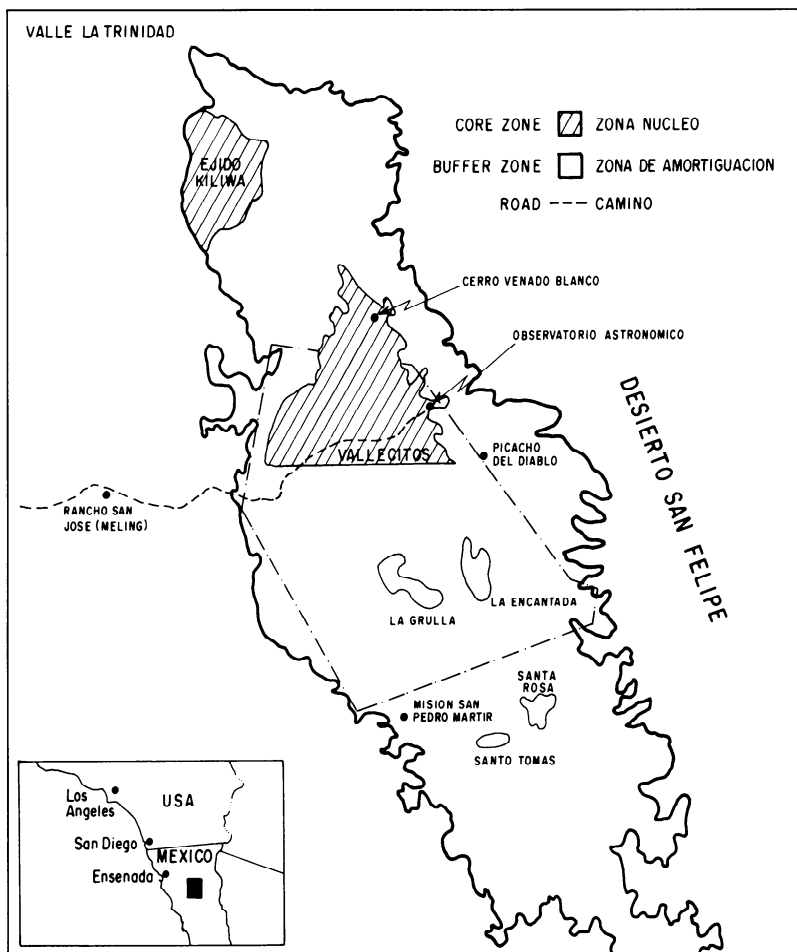 VALLE LA TRINIDAD
CORE ZONE ZONA NUCLEO
BUFFER ZONE ZONA DE AMORTIGUACION
ROAD --- CAMINO
EJIDO
KILIWA
CERRO VENADO BLANCO
OBSERVATORIO ASTRONOMICO
DESIERTO SAN FELIPE
VALLECITOS
PICACHO
DEL DIABLO
RANCHO SAN
JOSE (MELING)
LA GRULLA
LA ENCANTADA
SANTA
ROSA
MISION SAN
PEDRO MARTIR
SANTO TOMAS
Los
Angeles
USA
San Diego
MEXICO
Ensenada